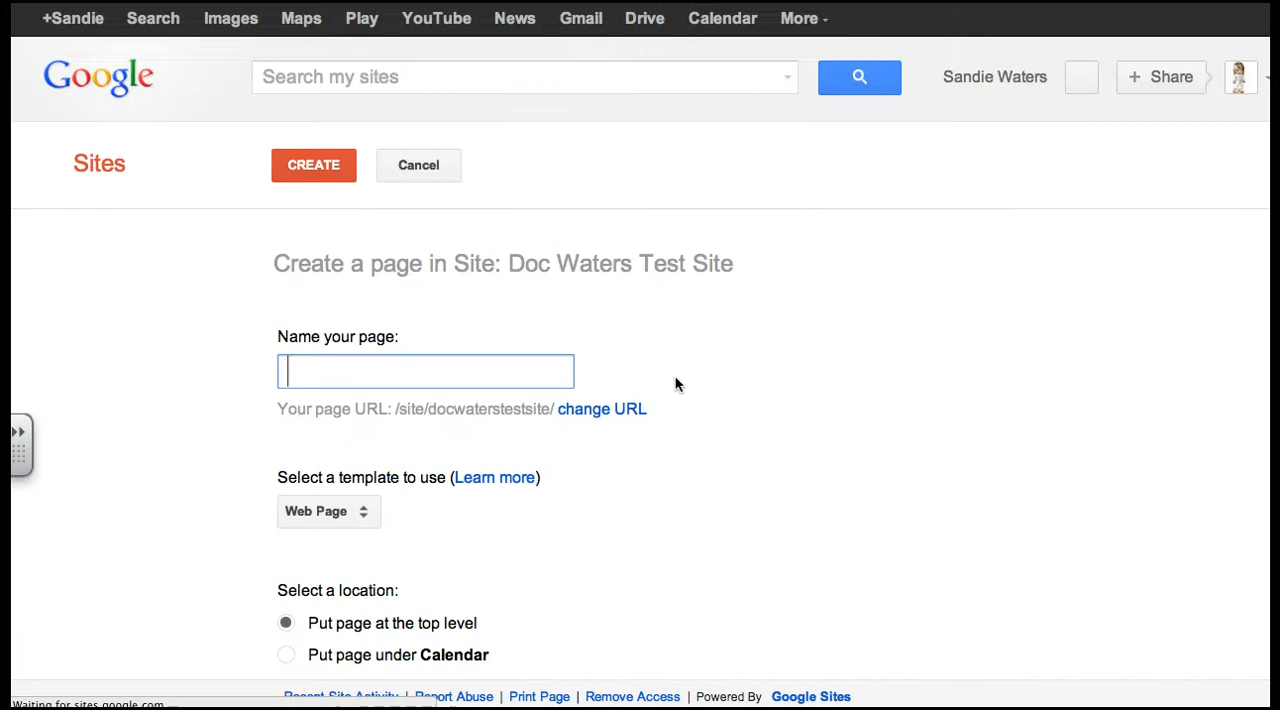 +Sandie Search Images Maps Play YouTube News Gmail Drive Calendar More
Google Search my sites Sandie Waters + Share
Sites CREATE Cancel
Create a page in Site: Doc Waters Test Site
Name your page:
Your page URL: /site/docwaterstestsite/ change URL
Select a template to use (Learn more)
Web Page
Select a location:
Put page at the top level
Put page under Calendar
Recent Site Activity | Report Abuse | Print Page | Remove Access | Powered By Google Sites
Waiting for sites.google.com